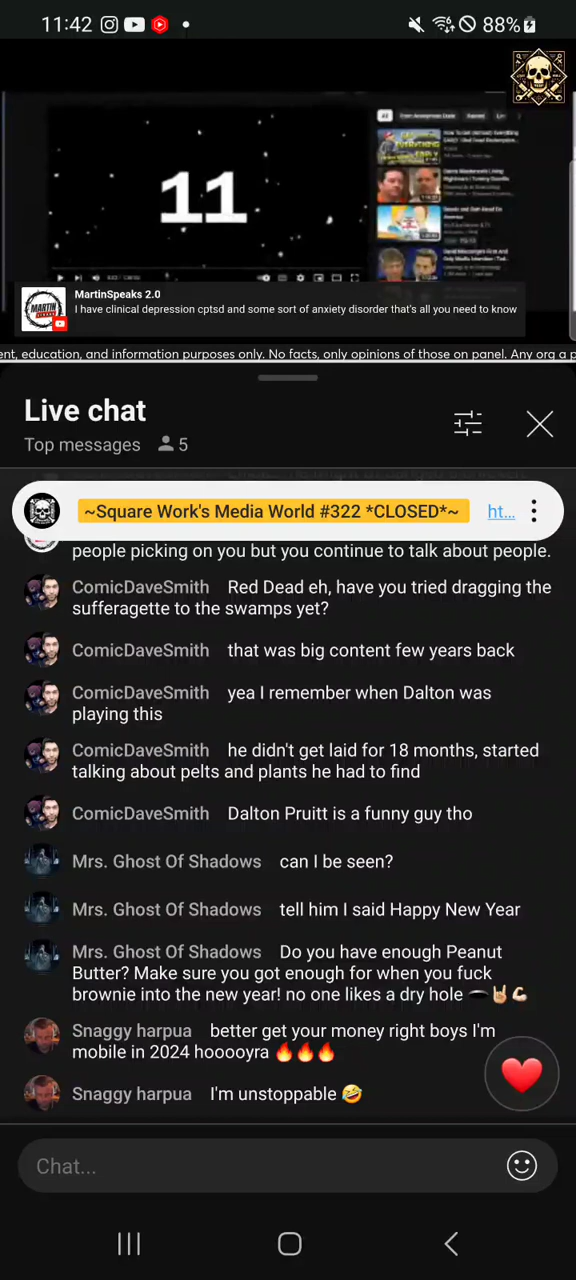 11:42
88%
11
MartinSpeaks 2.0
I have clinical depression cptsd and some sort of anxiety disorder that's all you need to know
MARTIN
ent, education, and information purposes only. No facts, only opinions of those on panel. Any org a p
Live chat
Top messages 5
~Square Work's Media World #322 *CLOSED*~ ht...
people picking on you but you continue to talk about people.
ComicDaveSmith Red Dead eh, have you tried dragging the
sufferagette to the swamps yet?
ComicDaveSmith that was big content few years back
ComicDaveSmith yea I remember when Dalton was
playing this
ComicDaveSmith he didn't get laid for 18 months, started
talking about pelts and plants he had to find
ComicDaveSmith Dalton Pruitt is a funny guy tho
Mrs. Ghost Of Shadows can I be seen?
Mrs. Ghost Of Shadows tell him I said Happy New Year
Mrs. Ghost Of Shadows Do you have enough Peanut
Butter? Make sure you got enough for when you fuck
brownie into the new year! no one likes a dry hole 🕳️🤘🏻💪🏻
Snaggy harpua better get your money right boys I'm
mobile in 2024 hooooyra 🔥🔥🔥
Snaggy harpua I'm unstoppable 🤣
Chat...